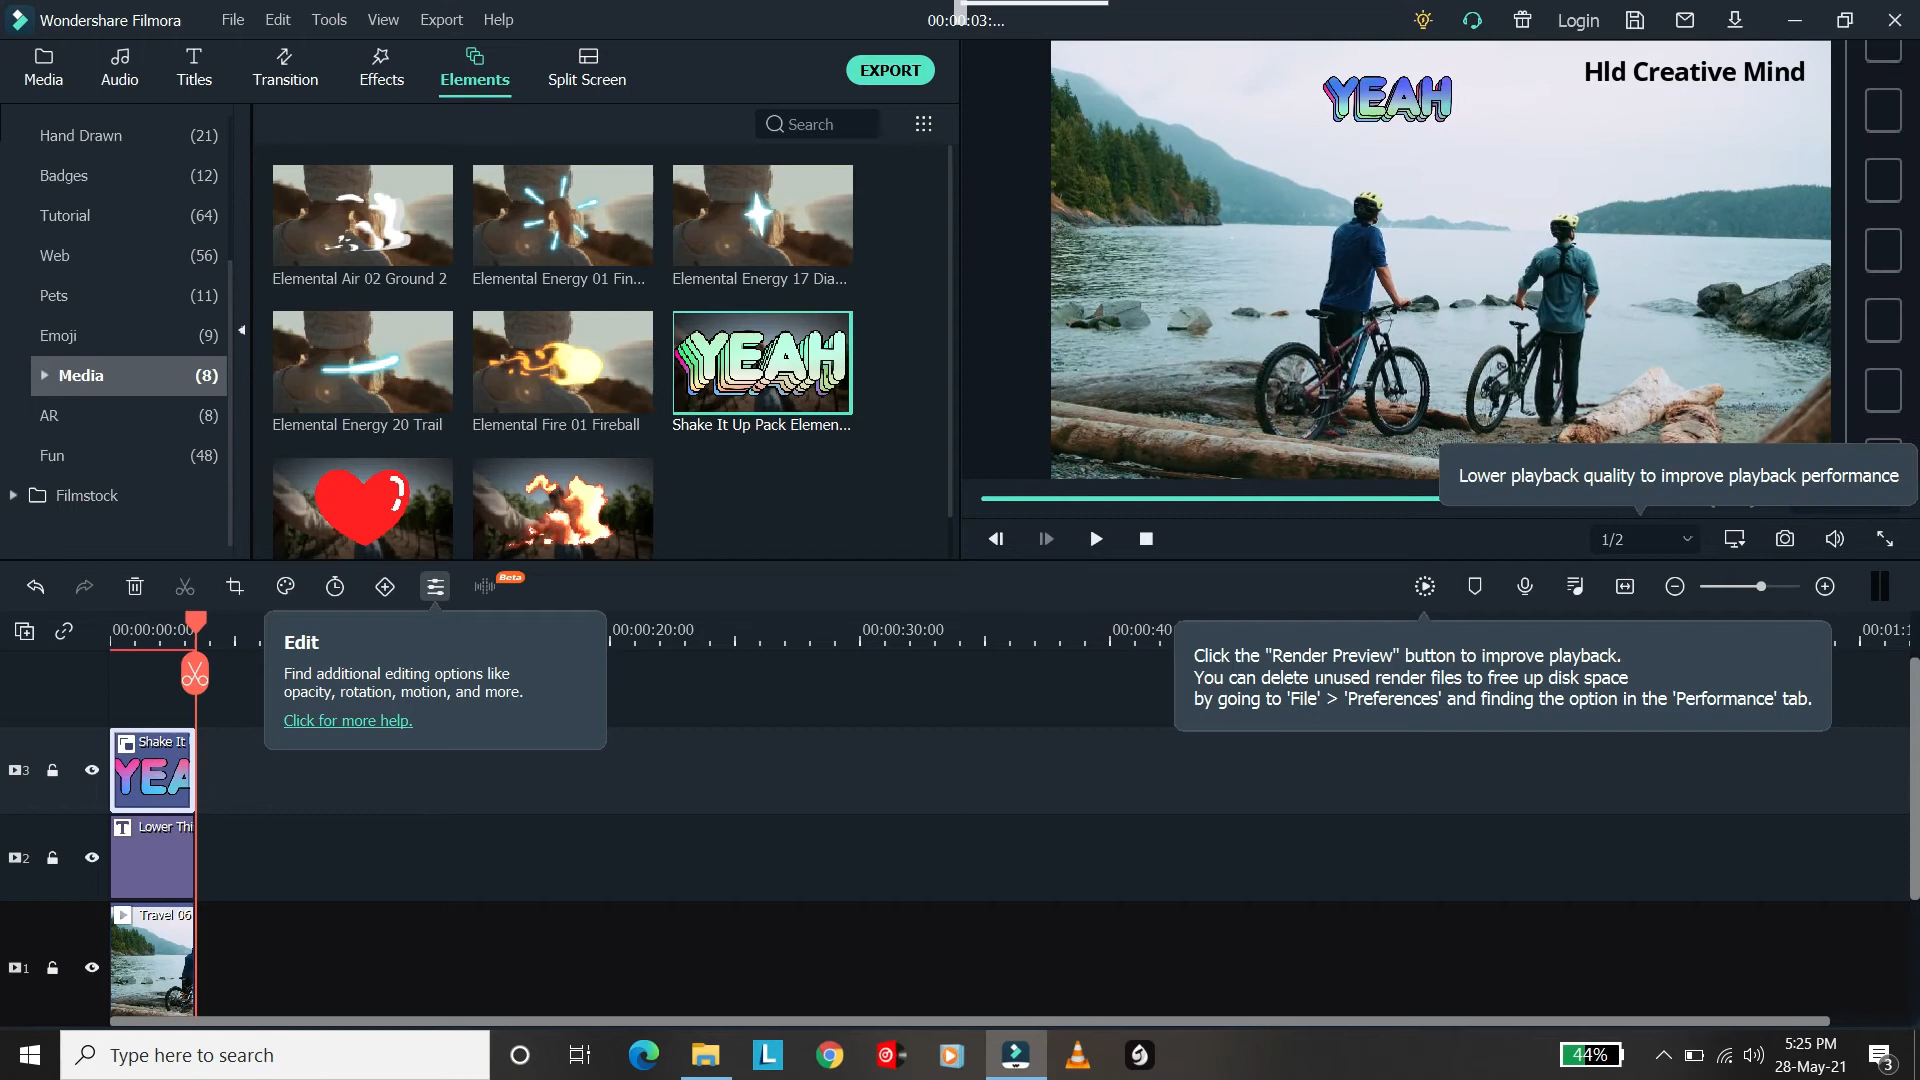 Wondershare Filmora
File
Edit
Tools
View
Export
Help
00:00:03:...
Login
Media
Audio
Titles
Transition
Effects
Elements
Split Screen
EXPORT
Search
Hand Drawn (21)
Badges (12)
Tutorial (64)
Web (56)
Pets (11)
Emoji (9)
Media (8)
AR (8)
Fun (48)
Filmstock
Elemental Air 02 Ground 2
Elemental Energy 01 Fin...
Elemental Energy 17 Dia...
Elemental Energy 20 Trail
Elemental Fire 01 Fireball
YEAH
Shake It Up Pack Elemen...
YEAH
Hld Creative Mind
Lower playback quality to improve playback performance
1/2
Beta
00:00:00:00
00:00:20:00
00:00:30:00
00:00:40
00:01:1
Edit
Find additional editing options like
opacity, rotation, motion, and more.
Click for more help.
Click the "Render Preview" button to improve playback.
You can delete unused render files to free up disk space
by going to 'File' > 'Preferences' and finding the option in the 'Performance' tab.
3
Shake It
YEA
2
T
Lower Thi
1
Travel 06
Type here to search
L
44%
5:25 PM
28-May-21
3